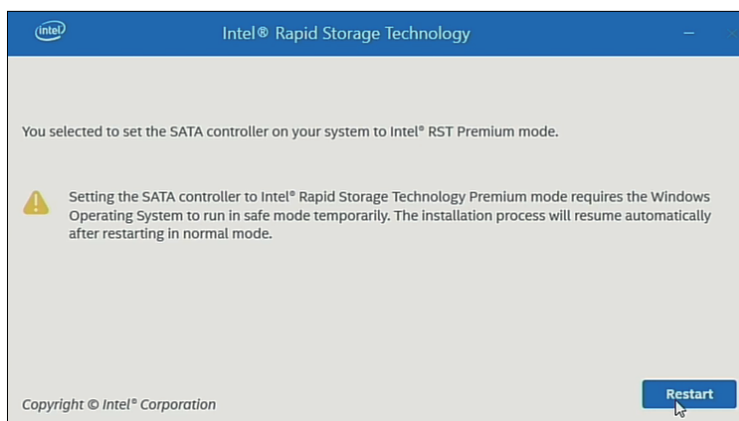 intel
Intel® Rapid Storage Technology
You selected to set the SATA controller on your system to Intel® RST Premium mode.
Setting the SATA controller to Intel® Rapid Storage Technology Premium mode requires the Windows
Operating System to run in safe mode temporarily. The installation process will resume automatically
after restarting in normal mode.
Restart
Copyright © Intel® Corporation